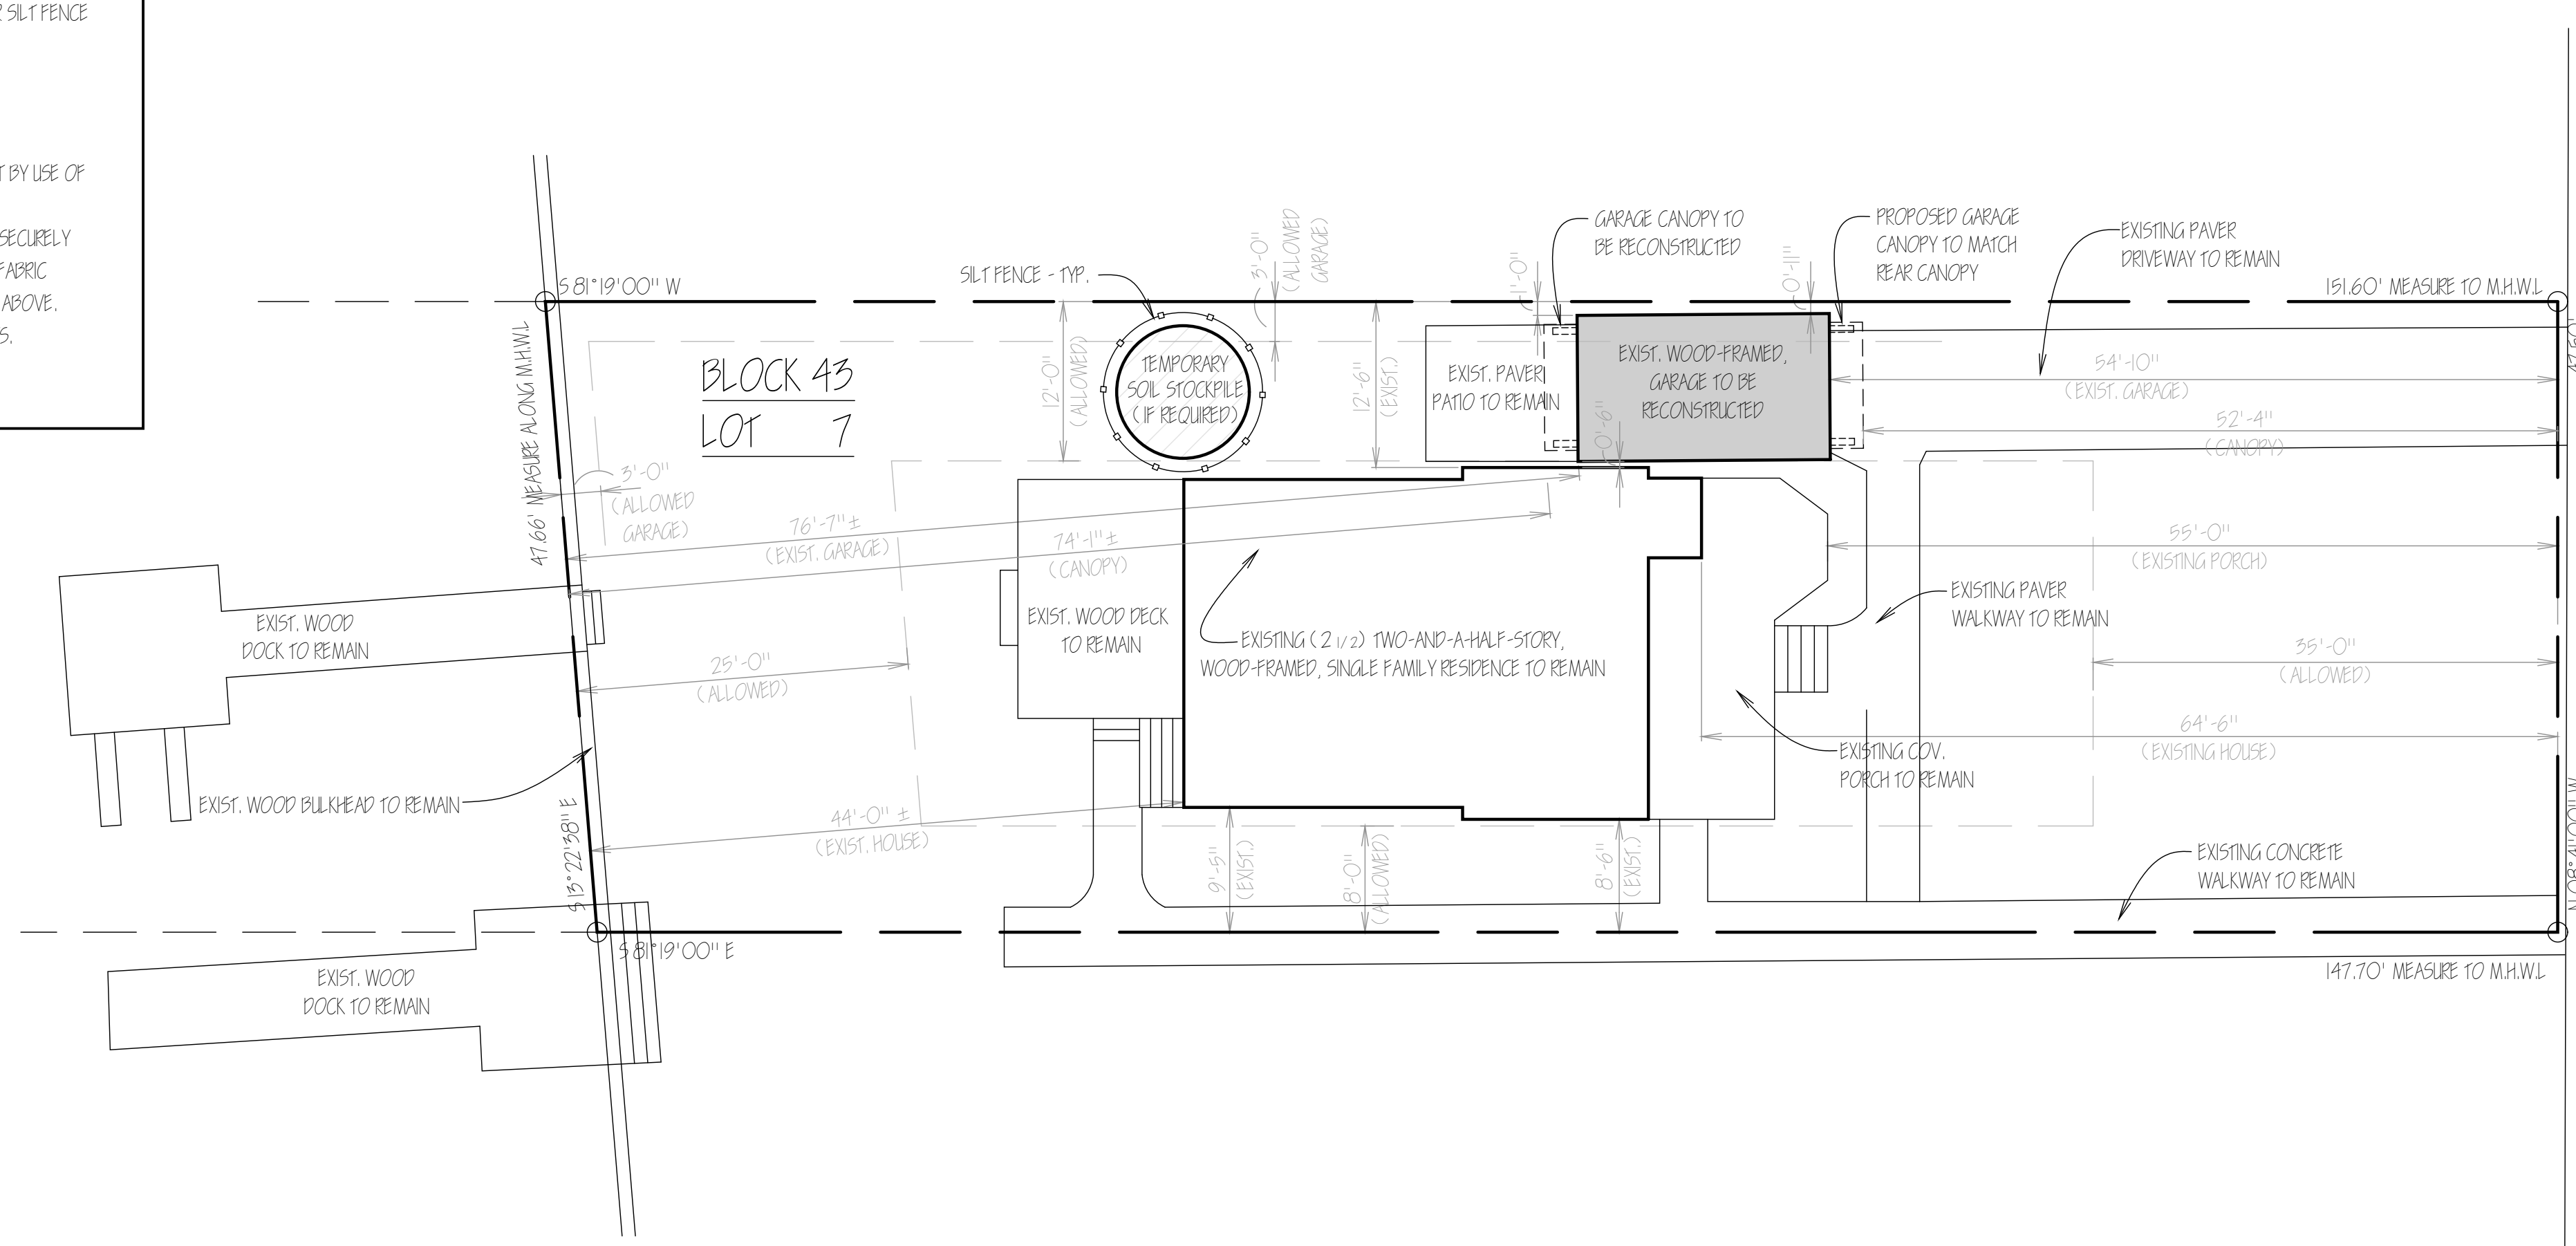 SILT FENCE
T BY USE OF
SECURELY
FABRIC
ABOVE.
S.
S 81°19'00" W
47.66' MEASURE ALONG M.H.W.L
BLOCK 43
LOT 7
SILT FENCE - TYP.
TEMPORARY
SOIL STOCKPILE
(IF REQUIRED)
12'-0"
(ALLOWED)
3'-0"
(ALLOWED
GARAGE)
12'-6"
(EXIST.)
1'-0"
GARAGE CANOPY TO
BE RECONSTRUCTED
0'-11"
PROPOSED GARAGE
CANOPY TO MATCH
REAR CANOPY
EXISTING PAVER
DRIVEWAY TO REMAIN
151.60' MEASURE TO M.H.W.L
EXIST. PAVER
PATIO TO REMAIN
EXIST. WOOD-FRAMED,
GARAGE TO BE
RECONSTRUCTED
0'-6"
54'-10"
(EXIST. GARAGE)
52'-4"
(CANOPY)
3'-0"
(ALLOWED
GARAGE)
76'-7"±
(EXIST. GARAGE)
74'-1"±
(CANOPY)
55'-0"
(EXISTING PORCH)
EXIST. WOOD
DOCK TO REMAIN
EXIST. WOOD DECK
TO REMAIN
EXISTING (2 1/2) TWO-AND-A-HALF-STORY,
WOOD-FRAMED, SINGLE FAMILY RESIDENCE TO REMAIN
EXISTING PAVER
WALKWAY TO REMAIN
25'-0"
(ALLOWED)
35'-0"
(ALLOWED)
64'-6"
(EXISTING HOUSE)
EXISTING COV.
PORCH TO REMAIN
EXIST. WOOD BULKHEAD TO REMAIN
44'-0" ±
(EXIST. HOUSE)
S13°22'38" E
9'-5"
(EXIST.)
8'-0"
(ALLOWED)
8'-6"
(EXIST.)
EXISTING CONCRETE
WALKWAY TO REMAIN
N 08°41'00" W
S 81°19'00" E
147.70' MEASURE TO M.H.W.L
EXIST. WOOD
DOCK TO REMAIN